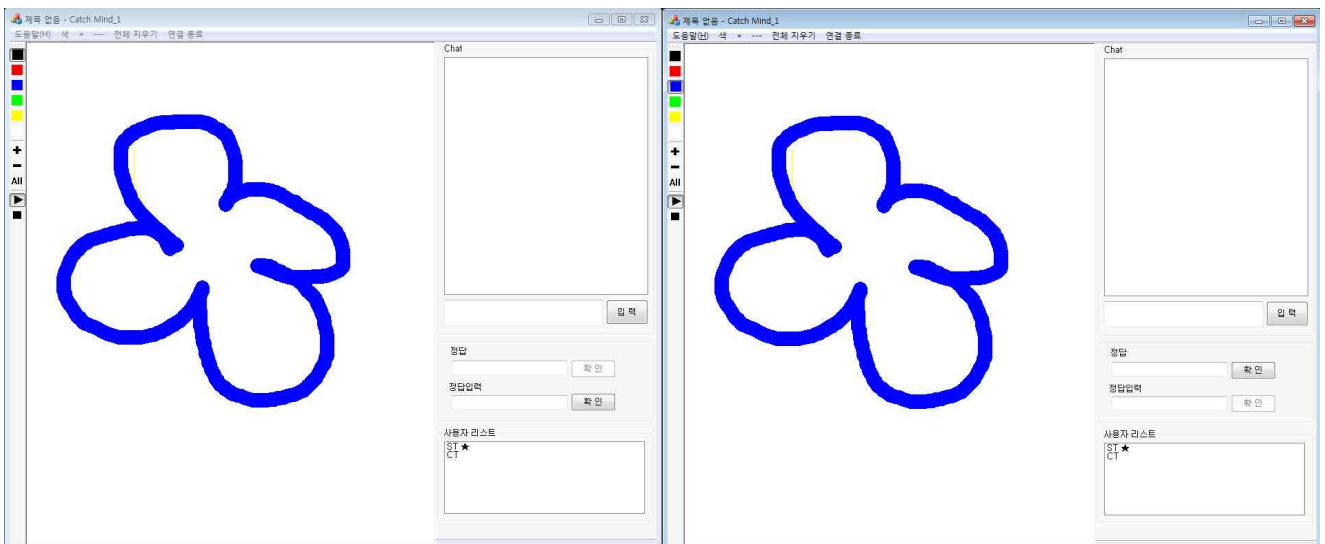 제목 없음 - Catch Mind_1
도움말(H) 색 + --- 전체 지우기 연결 종료
All
Chat
입 력
정답
확 인
정답입력
확 인
사용자 리스트
ST ★
CT
제목 없음 - Catch Mind_1
도움말(H) 색 + --- 전체 지우기 연결 종료
All
Chat
입 력
정답
확 인
정답입력
확 인
사용자 리스트
ST ★
CT